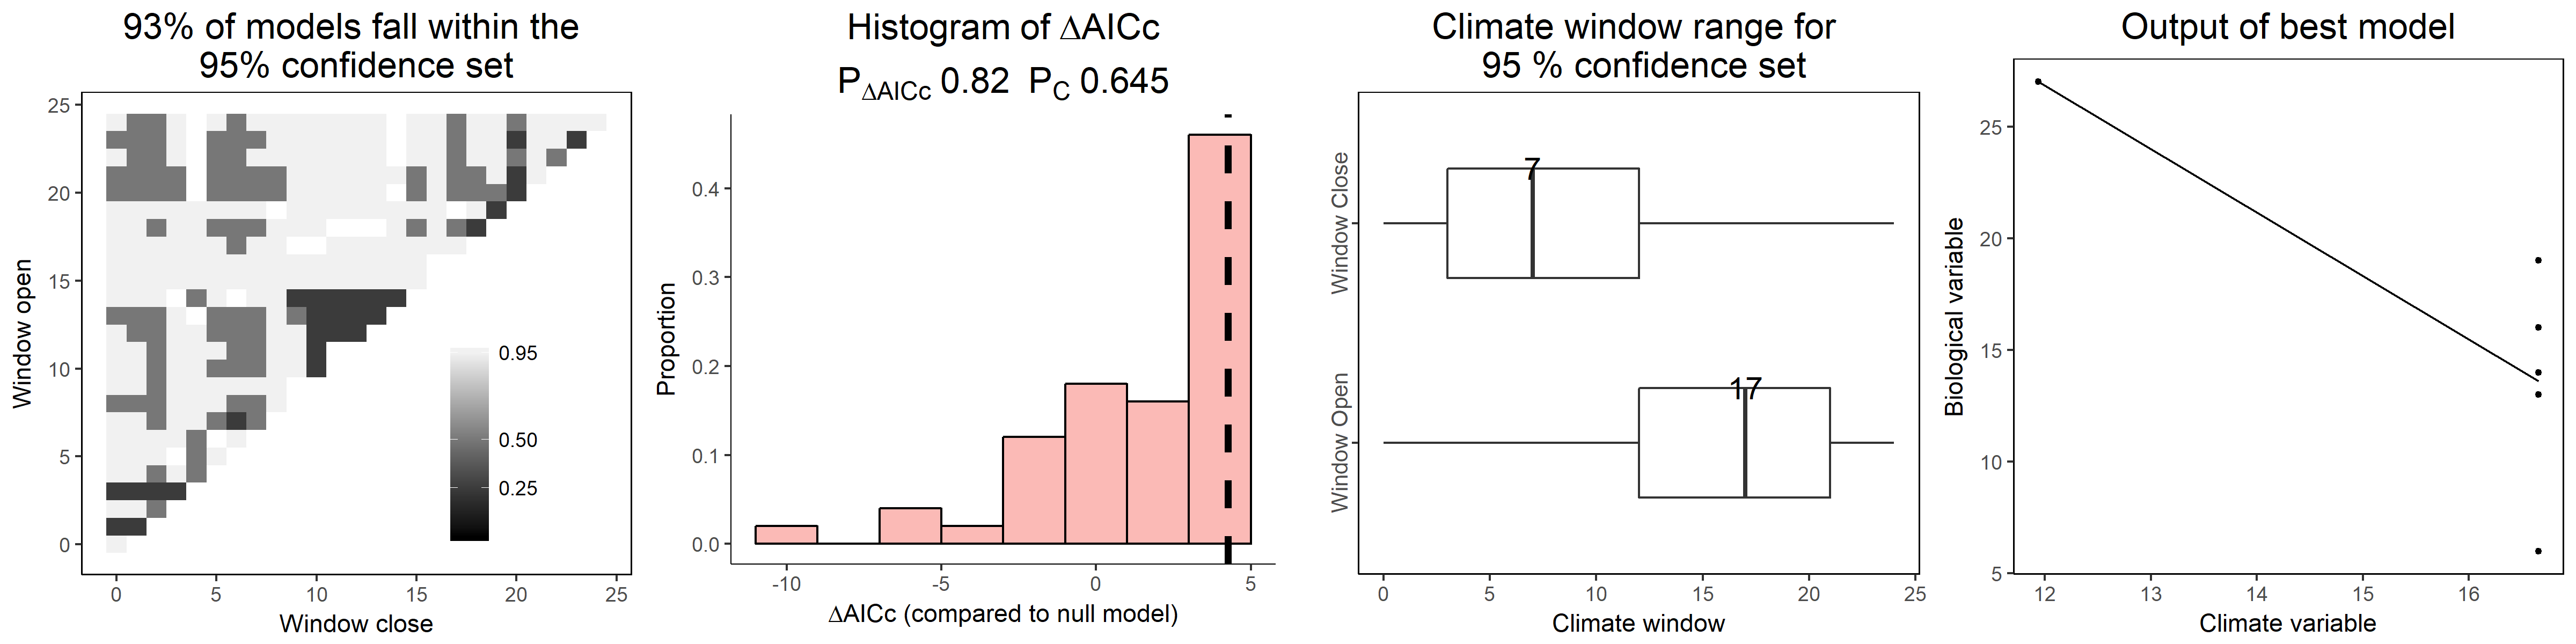 93% of models fall within the
95% confidence set
25
20
15
10
5
0
Window open
0.95
0.50
0.25
0 5 10 15 20 25
Window close
Histogram of ΔAICc
PΔAICc 0.82 PC 0.645
0.4
0.3
0.2
0.1
0.0
Proportion
-10 -5 0 5
ΔAICc (compared to null model)
Climate window range for
95 % confidence set
Window Close
7
Window Open
17
0 5 10 15 20 25
Climate window
Output of best model
25
20
15
10
5
Biological variable
12 13 14 15 16
Climate variable